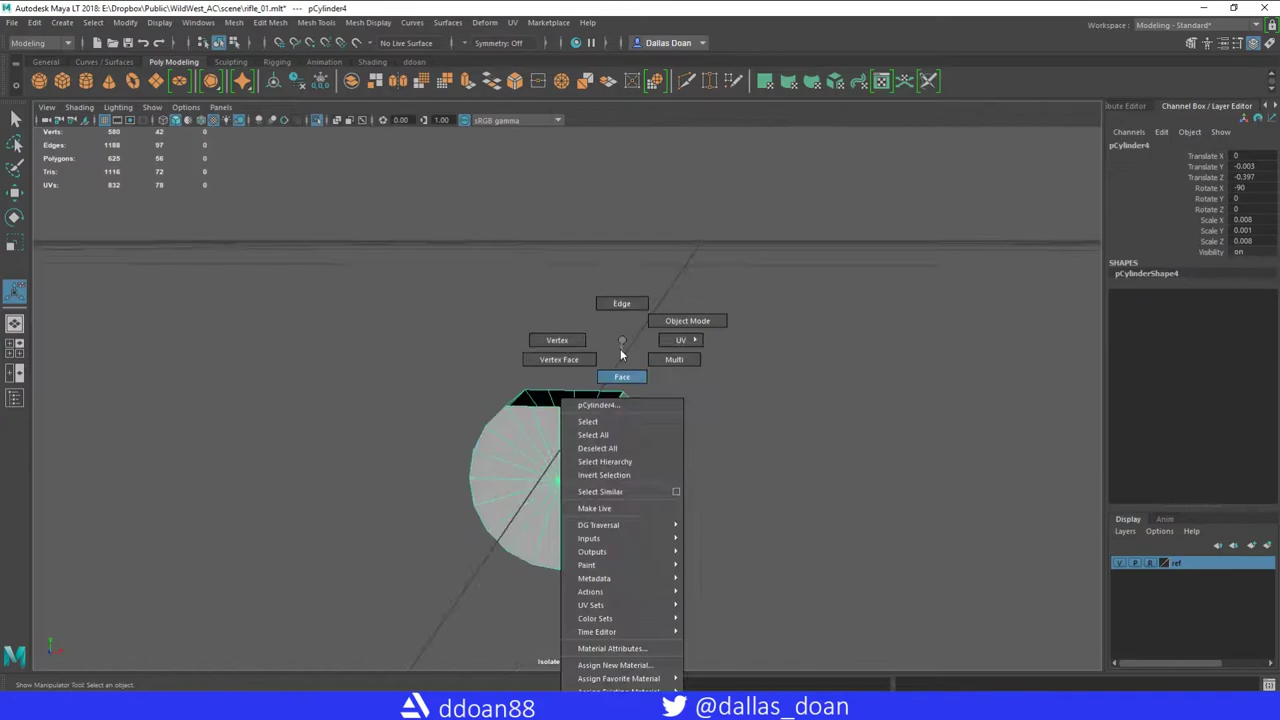 Autodesk Maya LT 2018: E:\Dropbox\Public\WildWest_AC\scene\rifle_01.mlt* --- pCylinder4
File Edit Create Select Modify Display Windows Mesh Edit Mesh Mesh Tools Mesh Display Curves Surfaces Deform UV Marketplace Help
Workspace : Modeling - Standard*
Modeling No Live Surface Symmetry: Off Dallas Doan
General Curves / Surfaces Poly Modeling Sculpting Rigging Animation Shading ddoan
View Shading Lighting Show Options Panels
0.00 1.00 sRGB gamma
Verts: 580 42 0
Edges: 1188 97 0
Polygons: 625 56 0
Tris: 1116 72 0
UVs: 832 78 0
Edge
Object Mode
Vertex UV
Vertex Face Multi
Face
pCylinder4...
Select
Select All
Deselect All
Select Hierarchy
Invert Selection
Select Similar
Make Live
DG Traversal
Inputs
Outputs
Paint
Metadata
Actions
UV Sets
Color Sets
Time Editor
Material Attributes...
Assign New Material...
Assign Favorite Material
Assign Existing Material
Isolate
bute Editor Channel Box / Layer Editor
Channels Edit Object Show
pCylinder4
Translate X 0
Translate Y -0.003
Translate Z -0.397
Rotate X -90
Rotate Y 0
Rotate Z 0
Scale X 0.008
Scale Y 0.001
Scale Z 0.008
Visibility on
SHAPES
pCylinderShape4
Display Anim
Layers Options Help
V P R ref
Show Manipulator Tool: Select an object.
ddoan88 @dallas_doan